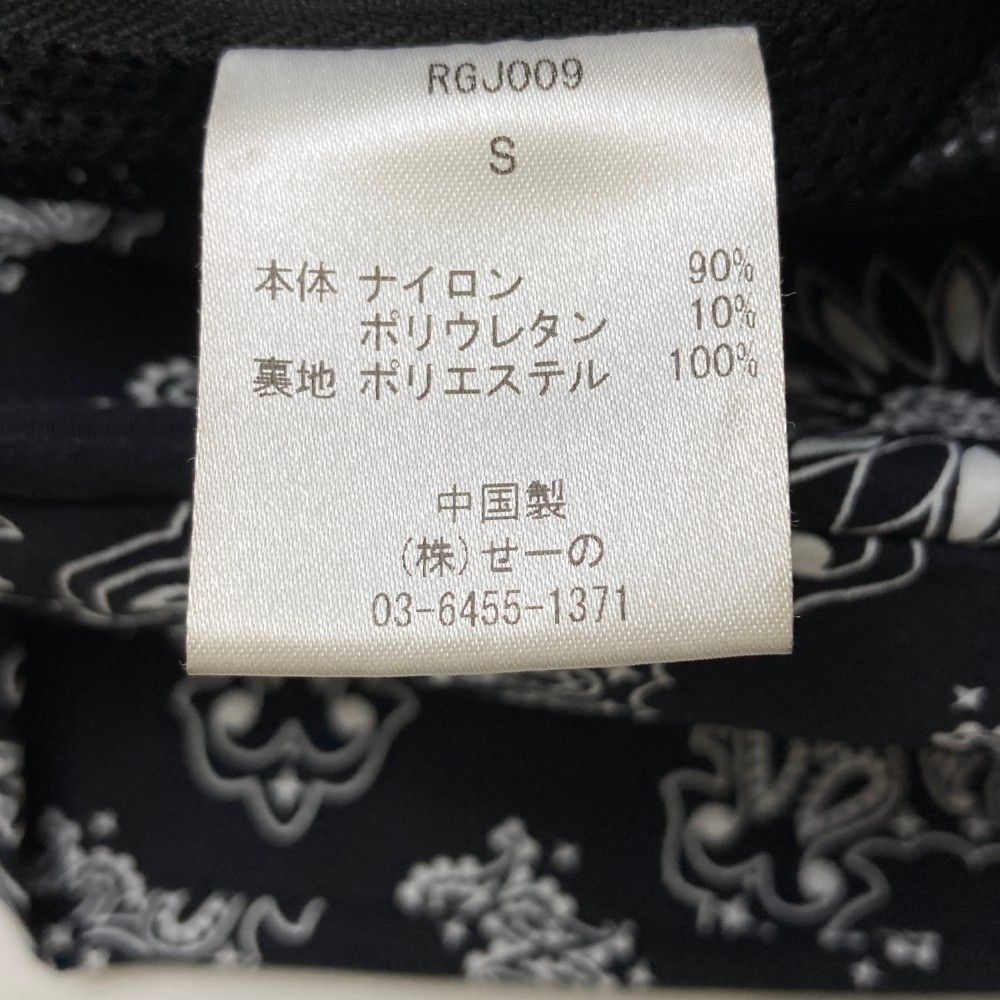 RGJ009
S
本体 ナイロン 90%
ポリウレタン 10%
裏地 ポリエステル 100%
中国製
(株)せーの
03-6455-1371